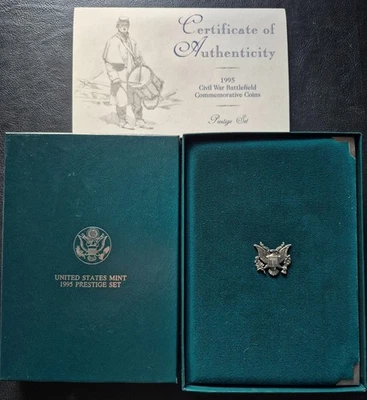 Certificate of
Authenticity
1995
Civil War Battlefield
Commemorative Coins
Prestige Set
UNITED STATES MINT
1995 PRESTIGE SET